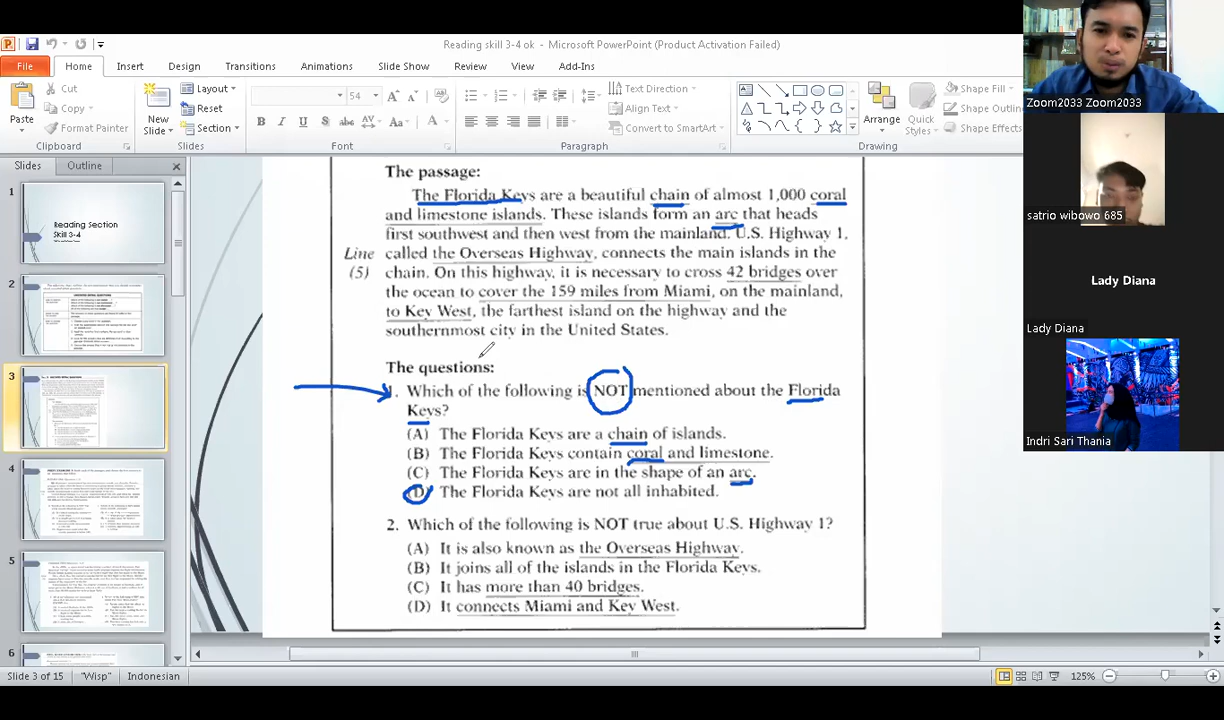 Reading skill 3-4 ok - Microsoft PowerPoint (Product Activation Failed)
File Home Insert Design Transitions Animations Slide Show Review View Add-Ins
Paste
Cut
Copy
Format Painter
Clipboard
New
Slide
Layout
Reset
Section
Slides
54
Font
Text Direction
Align Text
Convert to SmartArt
Paragraph
Arrange
Quick
Styles
Shape Fill
Shape Outlin
Shape Effects
Drawing
Slides Outline
1
Reading Section
Skill 3-4
2
3
4
5
6
The passage:
The Florida Keys are a beautiful chain of almost 1,000 coral
and limestone islands. These islands form an arc that heads
first southwest and then west from the mainland. U.S. Highway 1,
Line called the Overseas Highway, connects the main islands in the
(5) chain. On this highway, it is necessary to cross 42 bridges over
the ocean to cover the 159 miles from Miami, on the mainland,
to Key West, the farthest island on the highway and the
southernmost city in the United States.
The questions:
1. Which of the following is NOT mentioned about the Florida
Keys?
(A) The Florida Keys are a chain of islands.
(B) The Florida Keys contain coral and limestone.
(C) The Florida Keys are in the shape of an arc.
(D) The Florida Keys are not all inhabited.
2. Which of the following is NOT true about U.S. Highway 1?
(A) It is also known as the Overseas Highway.
(B) It joins all of the islands in the Florida Keys.
(C) It has more than 40 bridges.
(D) It connects Miami and Key West.
Slide 3 of 15 "Wisp" Indonesian 125%
Zoom2033 Zoom2033
satrio wibowo 685
Lady Diana
Lady Diana
Indri Sari Thania